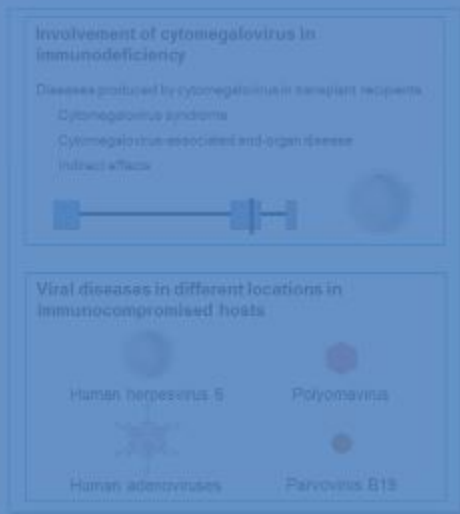 Involvement of cytomegalovirus in
immunodeficiency
Diseases produced by cytomegalovirus in transplant recipients
Cytomegalovirus syndrome
Cytomegalovirus-associated end-organ disease
Indirect effects
Viral diseases in different locations in
immunocompromised hosts
Human herpesvirus 6
Polyomavirus
Human adenoviruses
Parvovirus B19